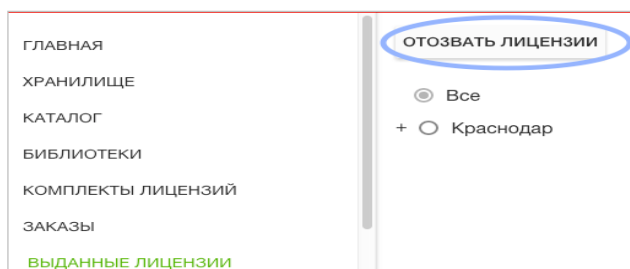 ГЛАВНАЯ
ХРАНИЛИЩЕ
КАТАЛОГ
БИБЛИОТЕКИ
КОМПЛЕКТЫ ЛИЦЕНЗИЙ
ЗАКАЗЫ
ВЫДАННЫЕ ЛИЦЕНЗИИ
ОТОЗВАТЬ ЛИЦЕНЗИИ
Все
+ Краснодар